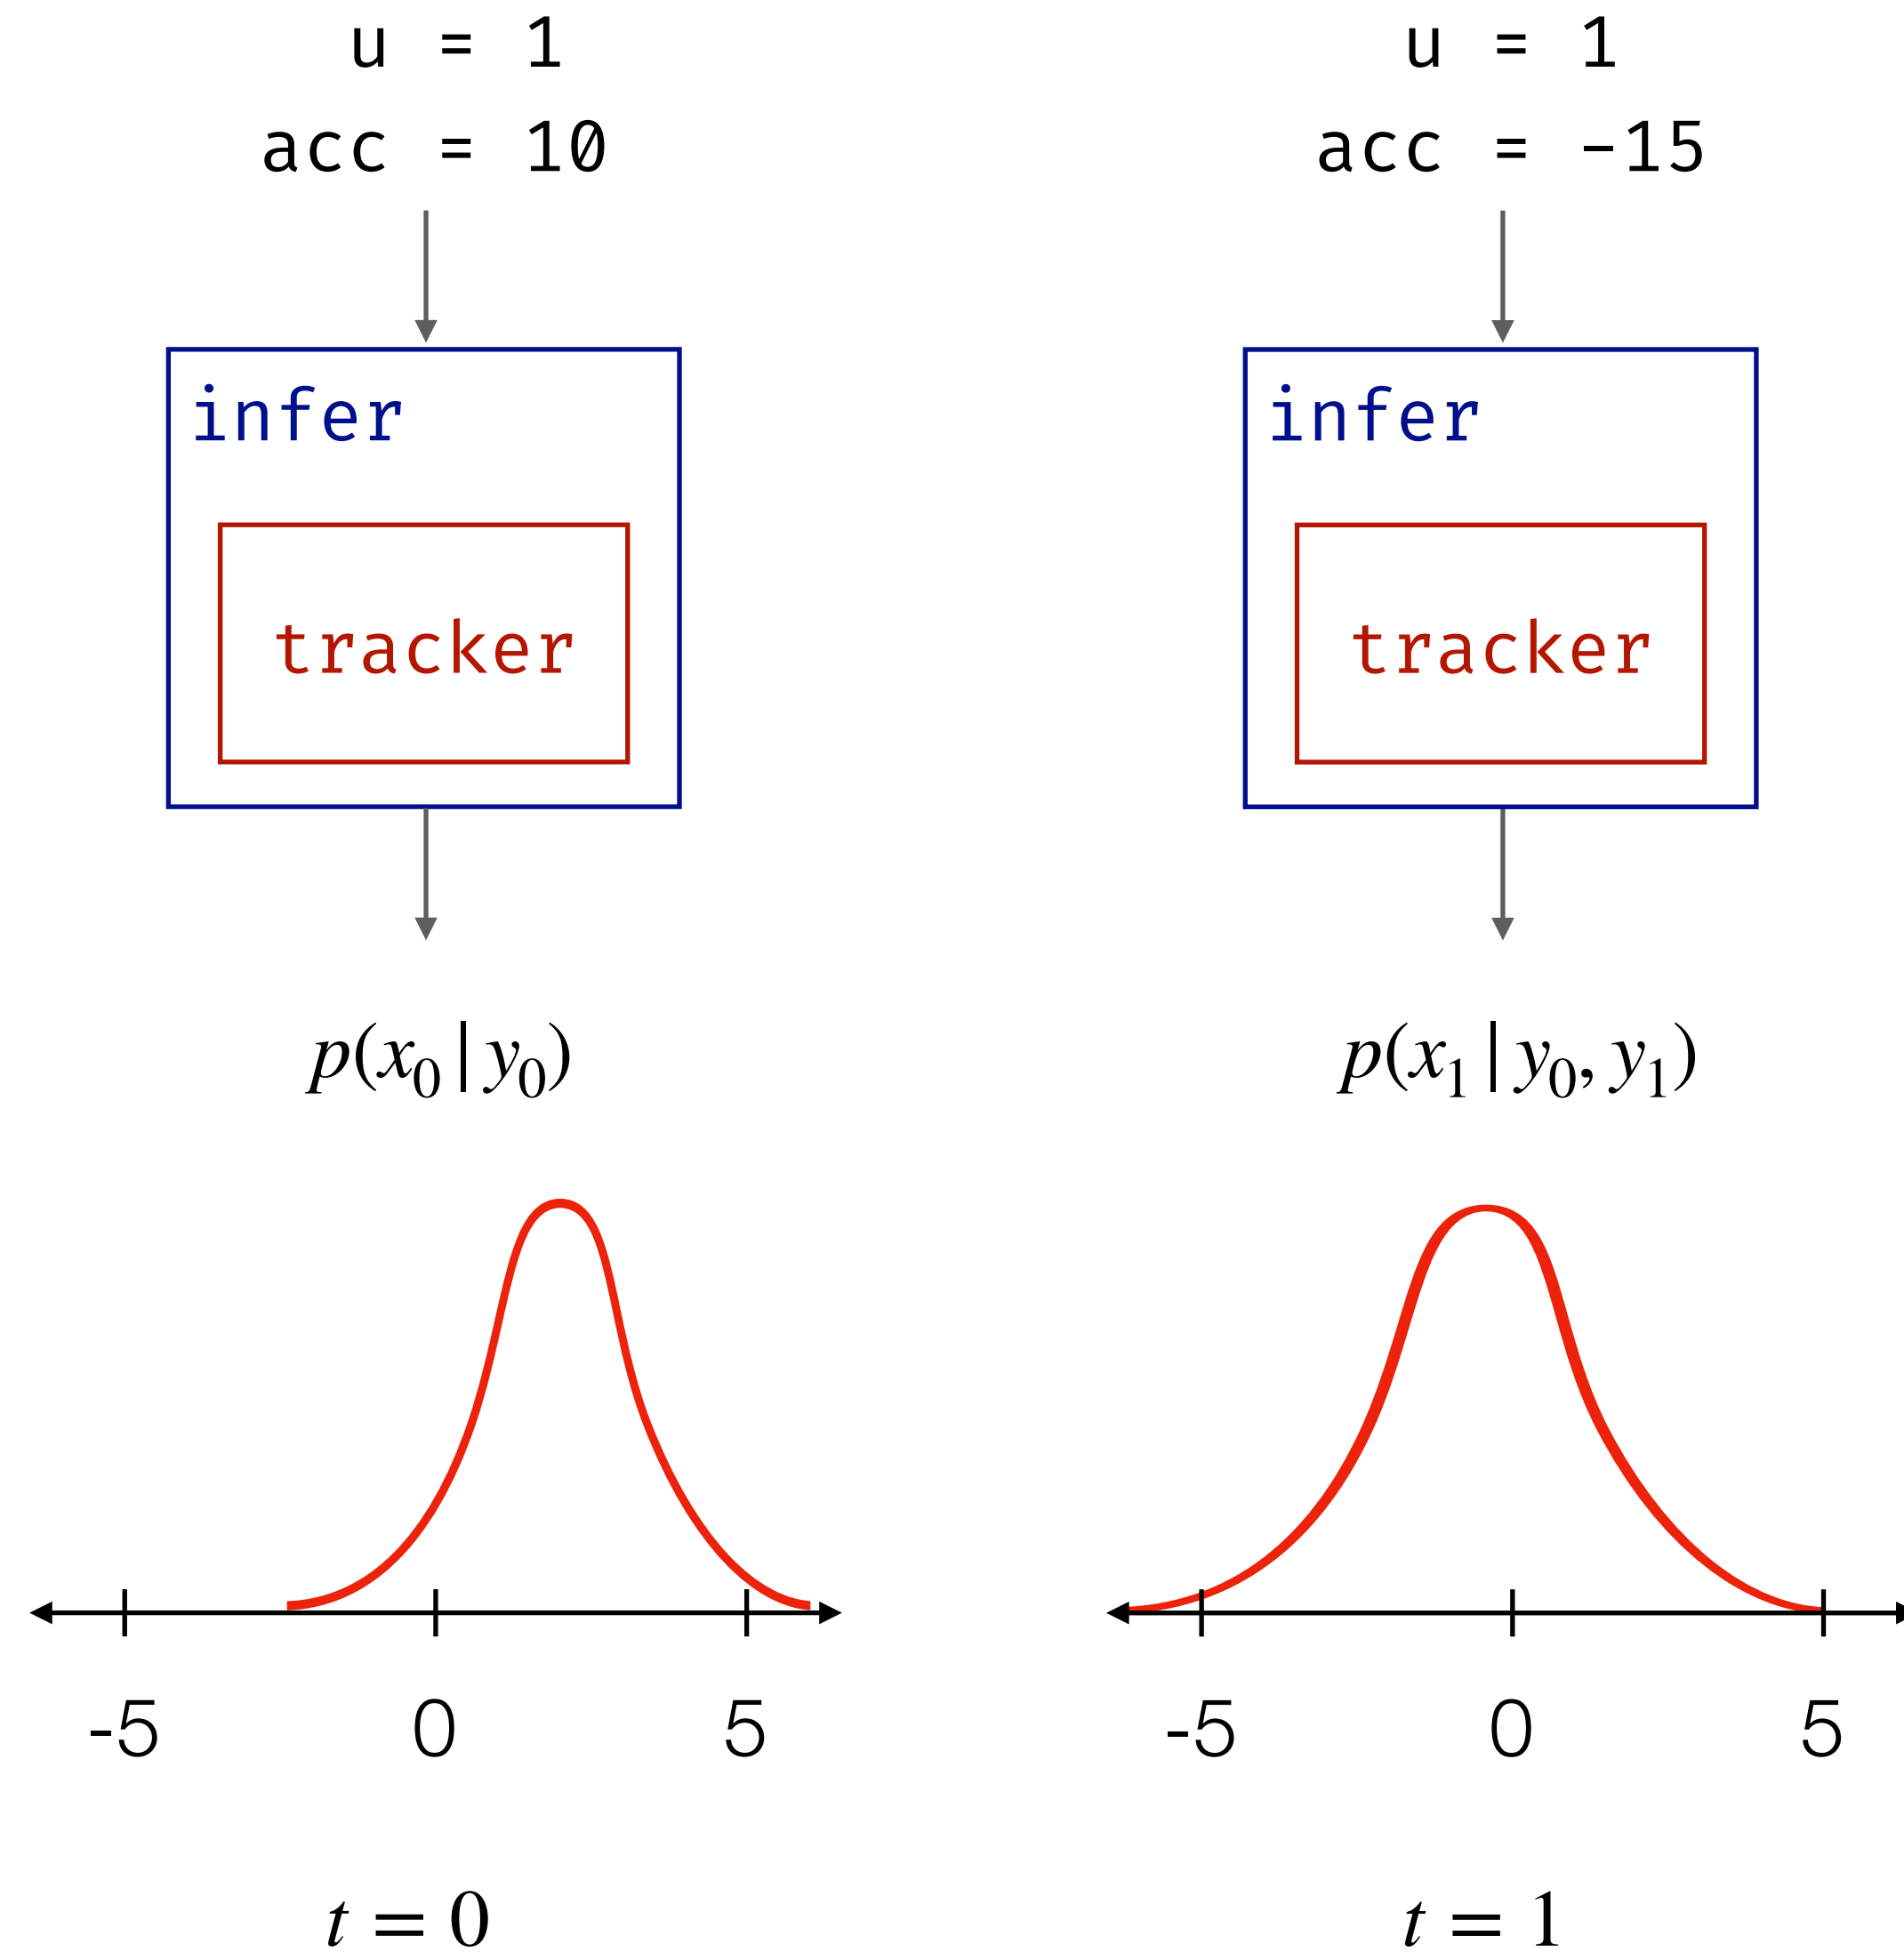 u = 1
acc = 10
infer
tracker
p(x₀ | y₀)
-5 0 5
t = 0
u = 1
acc = -15
infer
tracker
p(x₁ | y₀, y₁)
-5 0 5
t = 1